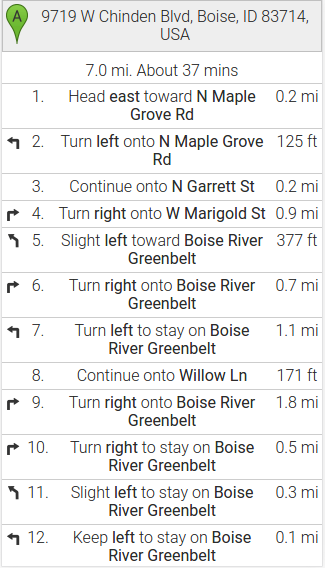 A
9719 W Chinden Blvd, Boise, ID 83714,
USA
7.0 mi. About 37 mins
1. Head east toward N Maple 0.2 mi
Grove Rd
2. Turn left onto N Maple Grove 125 ft
Rd
3. Continue onto N Garrett St 0.2 mi
4. Turn right onto W Marigold St 0.9 mi
5. Slight left toward Boise River 377 ft
Greenbelt
6. Turn right onto Boise River 0.7 mi
Greenbelt
7. Turn left to stay on Boise 1.1 mi
River Greenbelt
8. Continue onto Willow Ln 171 ft
9. Turn right onto Boise River 1.8 mi
Greenbelt
10. Turn right to stay on Boise 0.5 mi
River Greenbelt
11. Slight left to stay on Boise 0.3 mi
River Greenbelt
12. Keep left to stay on Boise 0.1 mi
River Greenbelt